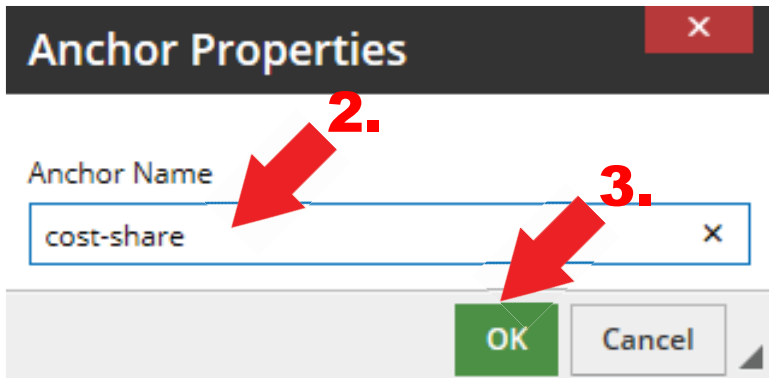 Anchor Properties
×
2.
Anchor Name
3.
cost-share
×
OK
Cancel